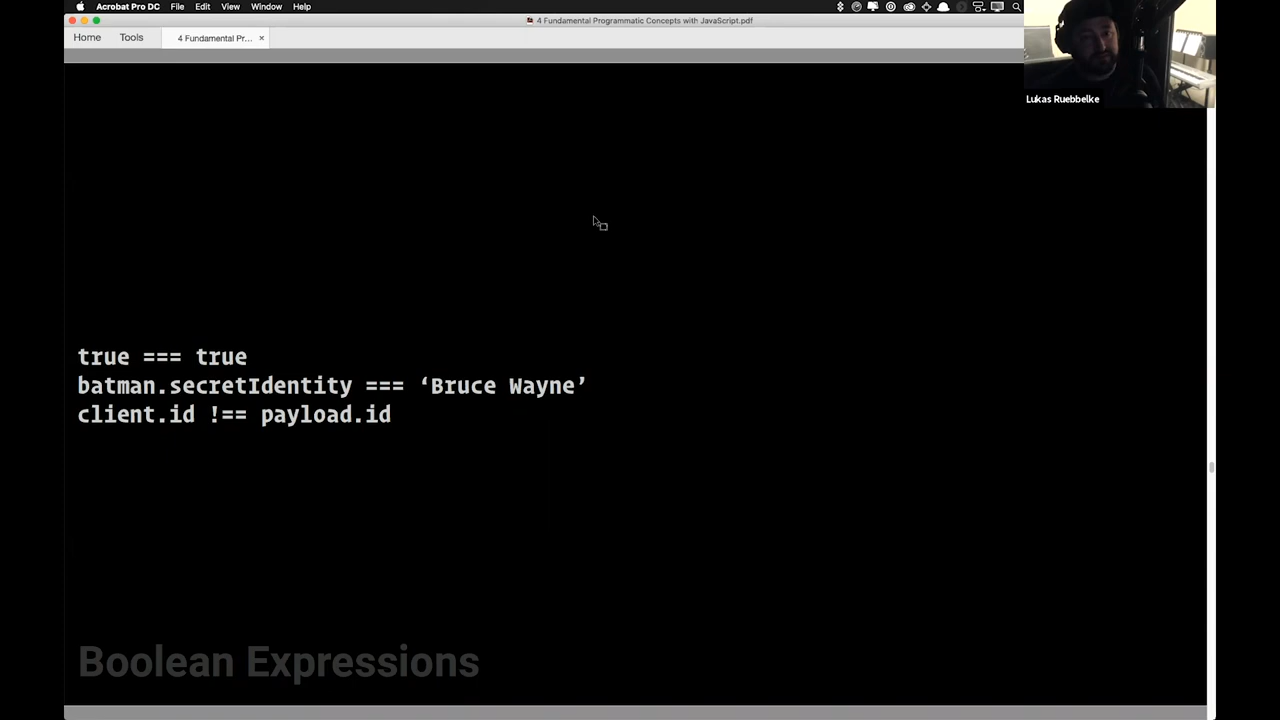 Acrobat Pro DC File Edit View Window Help
4 Fundamental Programmatic Concepts with JavaScript.pdf
Home Tools 4 Fundamental Pr... ×
Lukas Ruebbelke
true === true
batman.secretIdentity === ‘Bruce Wayne’
client.id !== payload.id
Boolean Expressions